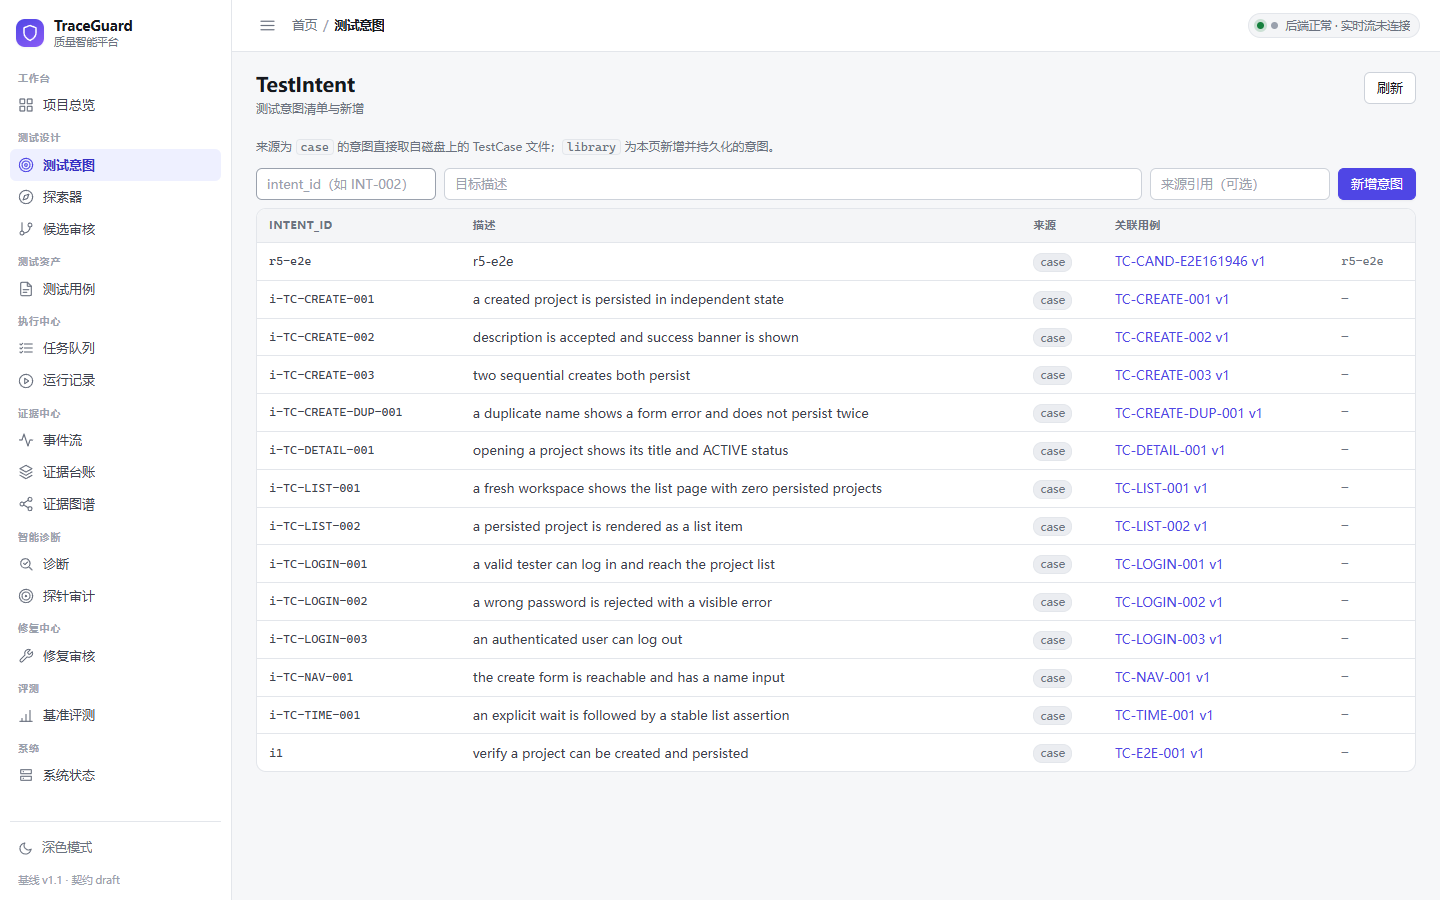 TraceGuard
质量智能平台
工作台
项目总览
测试设计
测试意图
探索器
候选审核
测试资产
测试用例
执行中心
任务队列
运行记录
证据中心
事件流
证据台账
证据图谱
智能诊断
诊断
探针审计
修复中心
修复审核
评测
基准评测
系统
系统状态
深色模式
基线 v1.1 · 契约 draft
首页 / 测试意图
后端正常 · 实时流未连接
TestIntent
测试意图清单与新增
刷新
来源为 case 的意图直接取自磁盘上的 TestCase 文件； library 为本页新增并持久化的意图。
intent_id（如 INT-002） 目标描述 来源引用（可选） 新增意图
INTENT_ID 描述 来源 关联用例
r5-e2e r5-e2e case TC-CAND-E2E161946 v1 r5-e2e
i-TC-CREATE-001 a created project is persisted in independent state case TC-CREATE-001 v1 —
i-TC-CREATE-002 description is accepted and success banner is shown case TC-CREATE-002 v1 —
i-TC-CREATE-003 two sequential creates both persist case TC-CREATE-003 v1 —
i-TC-CREATE-DUP-001 a duplicate name shows a form error and does not persist twice case TC-CREATE-DUP-001 v1 —
i-TC-DETAIL-001 opening a project shows its title and ACTIVE status case TC-DETAIL-001 v1 —
i-TC-LIST-001 a fresh workspace shows the list page with zero persisted projects case TC-LIST-001 v1 —
i-TC-LIST-002 a persisted project is rendered as a list item case TC-LIST-002 v1 —
i-TC-LOGIN-001 a valid tester can log in and reach the project list case TC-LOGIN-001 v1 —
i-TC-LOGIN-002 a wrong password is rejected with a visible error case TC-LOGIN-002 v1 —
i-TC-LOGIN-003 an authenticated user can log out case TC-LOGIN-003 v1 —
i-TC-NAV-001 the create form is reachable and has a name input case TC-NAV-001 v1 —
i-TC-TIME-001 an explicit wait is followed by a stable list assertion case TC-TIME-001 v1 —
i1 verify a project can be created and persisted case TC-E2E-001 v1 —